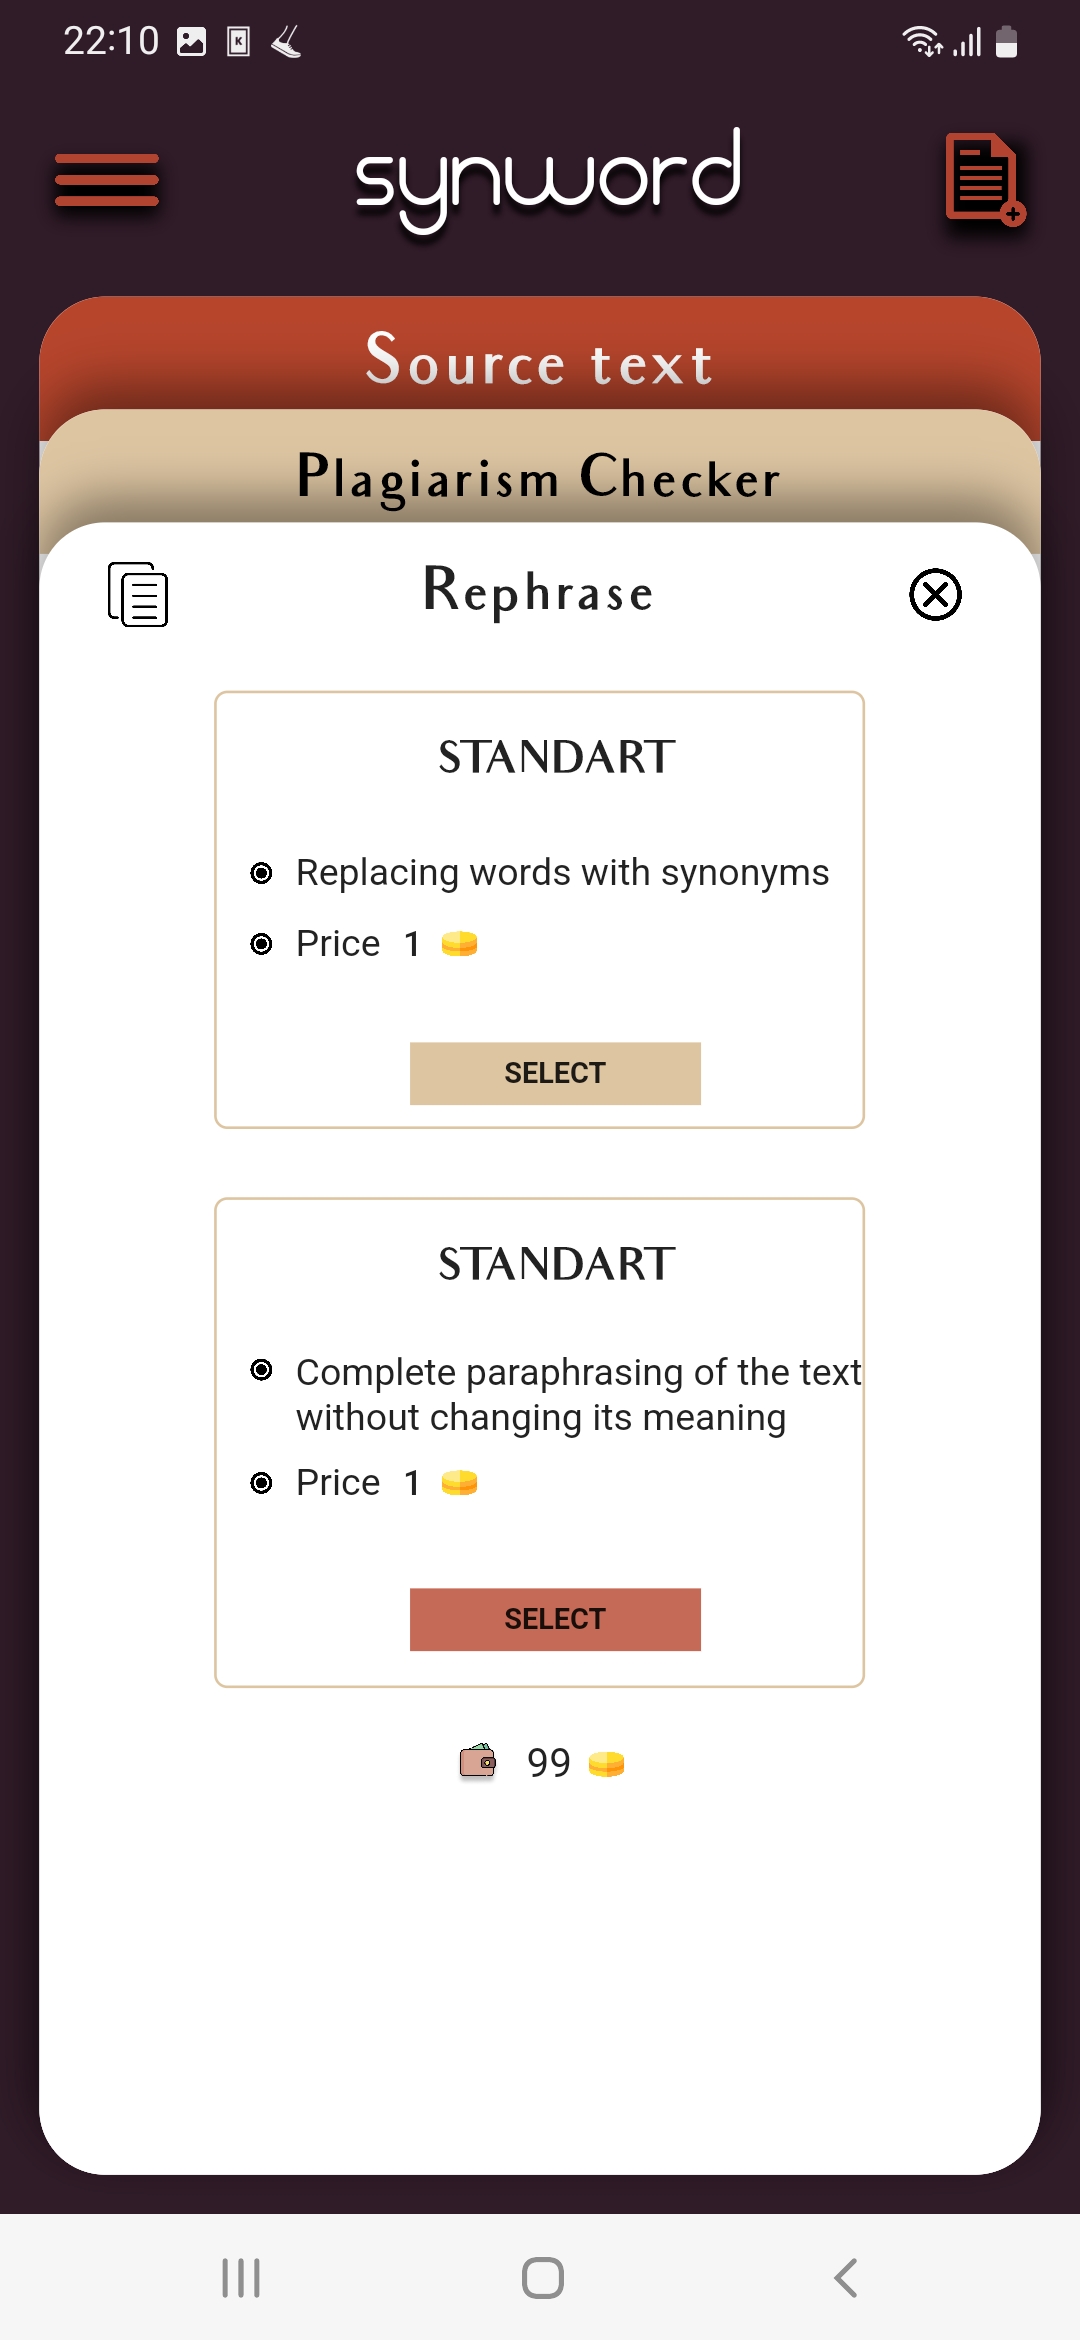 22:10
K
synword
Source text
Plagiarism Checker
Rephrase
STANDART
Replacing words with synonyms
Price 1
SELECT
STANDART
Complete paraphrasing of the text
without changing its meaning
Price 1
SELECT
99